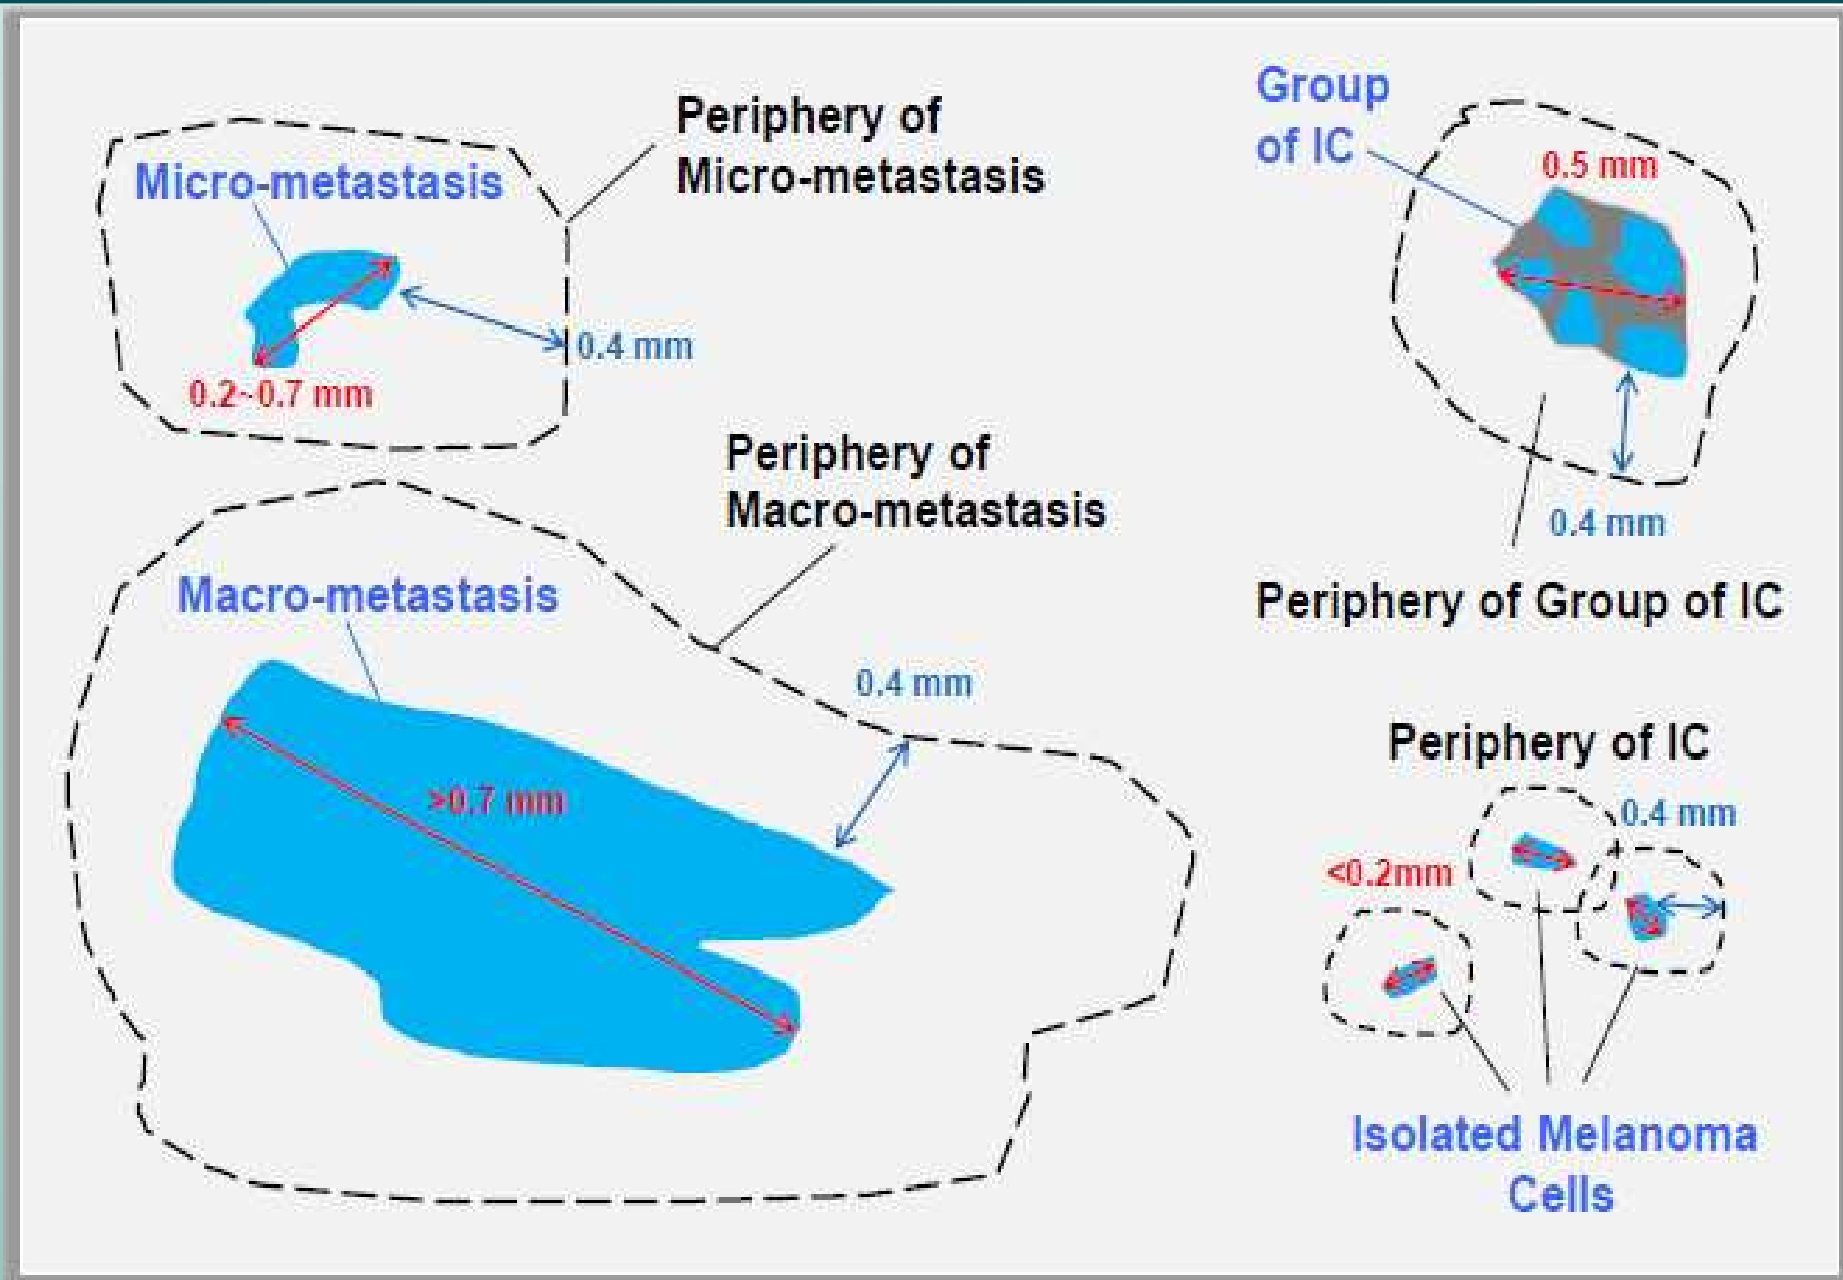 Micro-metastasis
0.2~0.7 mm
0.4 mm
Periphery of
Micro-metastasis
Group
of IC
0.5 mm
0.4 mm
Periphery of Group of IC
Periphery of
Macro-metastasis
Macro-metastasis
>0.7 mm
0.4 mm
Periphery of IC
0.4 mm
<0.2mm
Isolated Melanoma
Cells